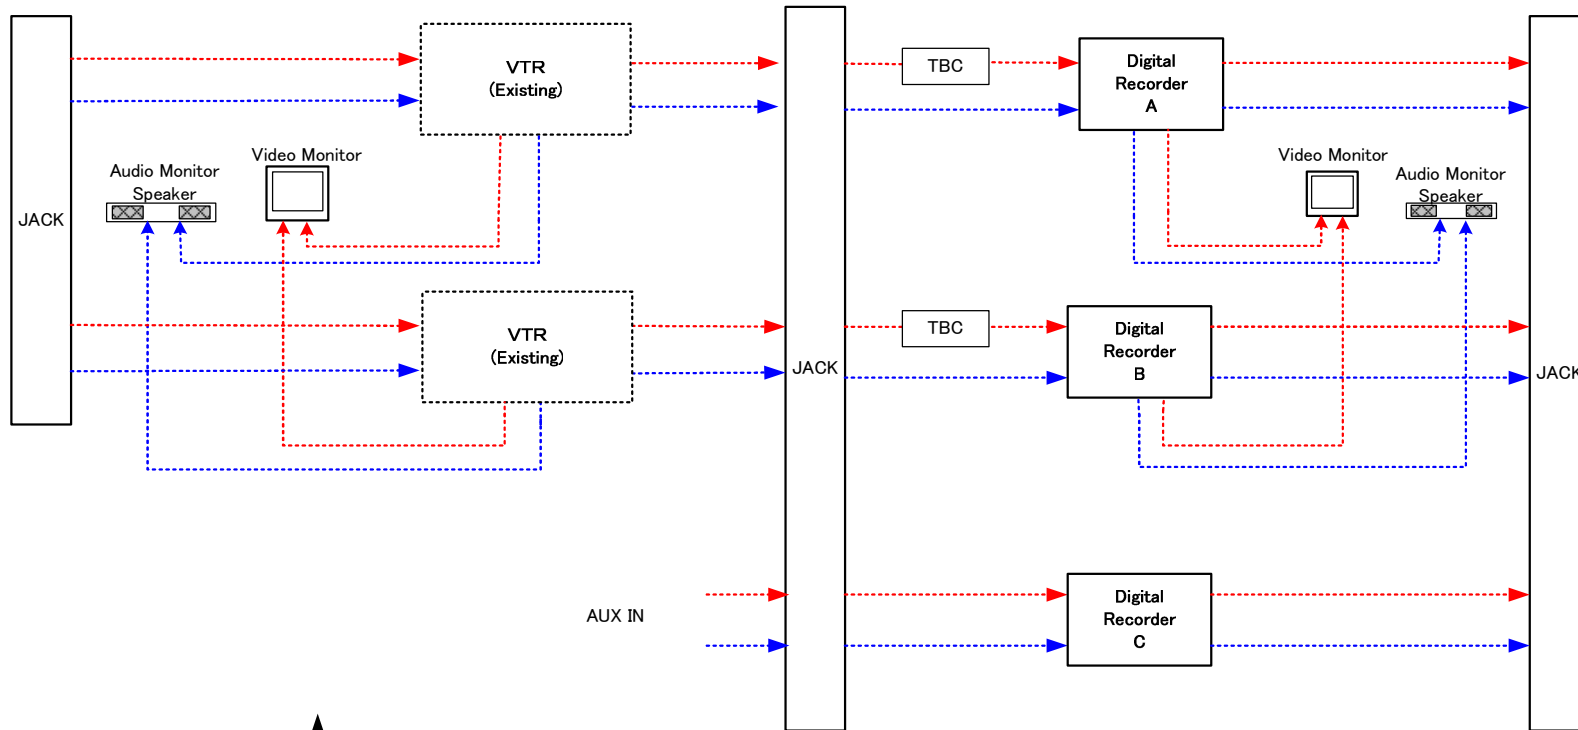 VTR
(Existing)
TBC
Digital
Recorder
A
Audio Monitor
Speaker
Video Monitor
Video Monitor
Audio Monitor
Speaker
JACK
VTR
(Existing)
JACK
TBC
Digital
Recorder
B
JACK
AUX IN
Digital
Recorder
C